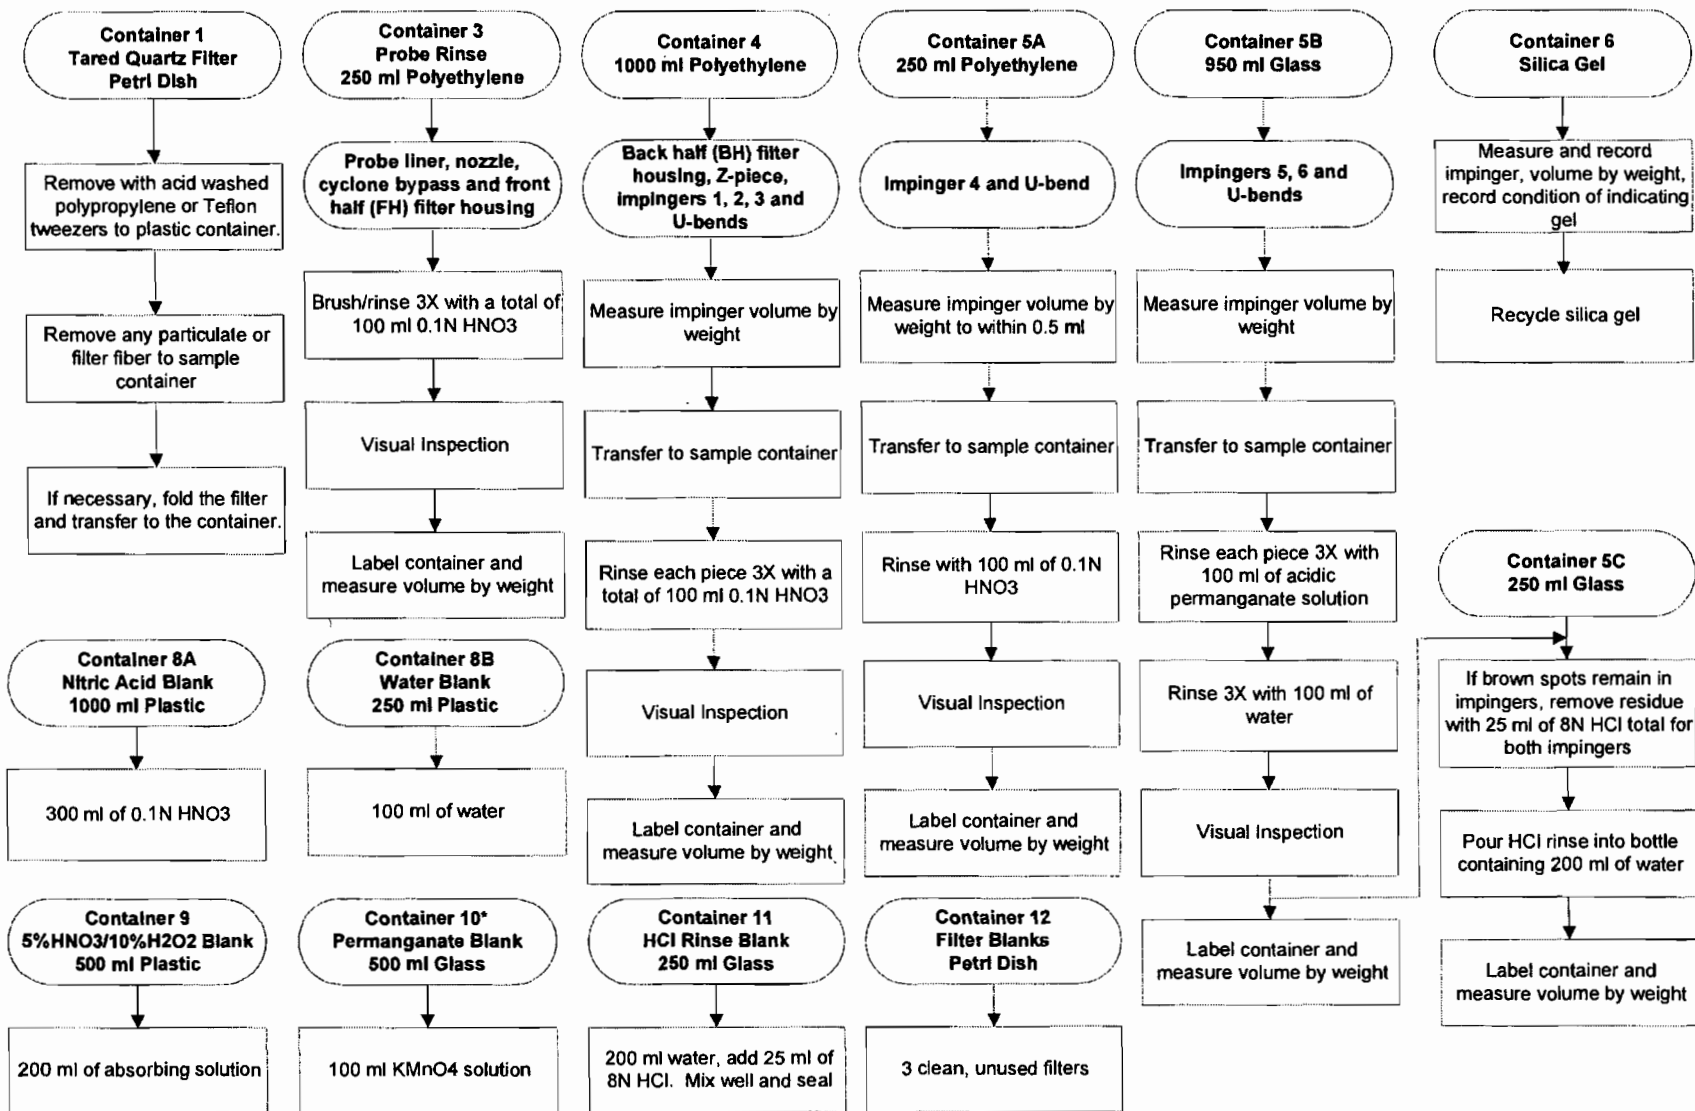 Container 1
Tared Quartz Filter
Petri Dish
Remove with acid washed
polypropylene or Teflon
tweezers to plastic container.
Remove any particulate or
filter fiber to sample
container
If necessary, fold the filter
and transfer to the container.
Container 3
Probe Rinse
250 ml Polyethylene
Probe liner, nozzle,
cyclone bypass and front
half (FH) filter housing
Brush/rinse 3X with a total of
100 ml 0.1N HNO3
Visual Inspection
Label container and
measure volume by weight
Container 4
1000 ml Polyethylene
Back half (BH) filter
housing, Z-piece,
impingers 1, 2, 3 and
U-bends
Measure impinger volume by
weight
Transfer to sample container
Rinse each piece 3X with a
total of 100 ml 0.1N HNO3
Visual Inspection
Label container and
measure volume by weight
Container 5A
250 ml Polyethylene
Impinger 4 and U-bend
Measure impinger volume by
weight to within 0.5 ml
Transfer to sample container
Rinse with 100 ml of 0.1N
HNO3
Visual Inspection
Label container and
measure volume by weight
Container 5B
950 ml Glass
Impingers 5, 6 and
U-bends
Measure impinger volume by
weight
Transfer to sample container
Rinse each piece 3X with
100 ml of acidic
permanganate solution
Rinse 3X with 100 ml of
water
Visual Inspection
Label container and
measure volume by weight
Container 6
Silica Gel
Measure and record
impinger, volume by weight,
record condition of indicating
gel
Recycle silica gel
Container 5C
250 ml Glass
If brown spots remain in
impingers, remove residue
with 25 ml of 8N HCl total for
both impingers
Pour HCl rinse into bottle
containing 200 ml of water
Label container and
measure volume by weight
Container 8A
Nitric Acid Blank
1000 ml Plastic
300 ml of 0.1N HNO3
Container 8B
Water Blank
250 ml Plastic
100 ml of water
Container 9
5%HNO3/10%H2O2 Blank
500 ml Plastic
200 ml of absorbing solution
Container 10*
Permanganate Blank
500 ml Glass
100 ml KMnO4 solution
Container 11
HCl Rinse Blank
250 ml Glass
200 ml water, add 25 ml of
8N HCl. Mix well and seal
Container 12
Filter Blanks
Petri Dish
3 clean, unused filters